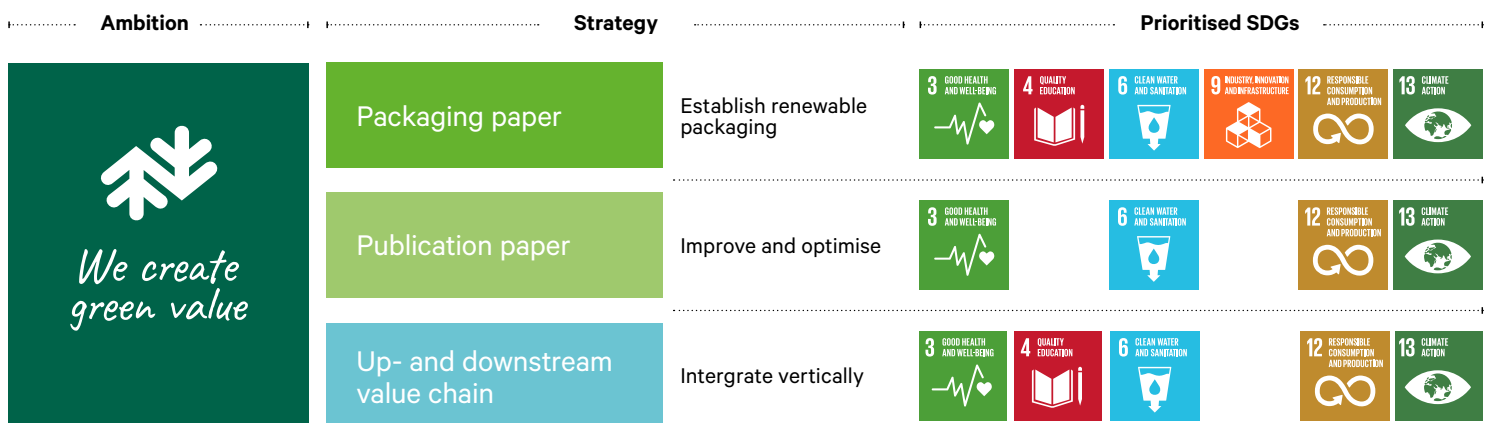 Ambition
Strategy
Prioritised SDGs
We create
green value
Packaging paper
Establish renewable
packaging
3 GOOD HEALTH
AND WELL-BEING
4 QUALITY
EDUCATION
6 CLEAN WATER
AND SANITATION
9 INDUSTRY, INNOVATION
AND INFRASTRUCTURE
12 RESPONSIBLE
CONSUMPTION
AND PRODUCTION
13 CLIMATE
ACTION
Publication paper
Improve and optimise
3 GOOD HEALTH
AND WELL-BEING
6 CLEAN WATER
AND SANITATION
12 RESPONSIBLE
CONSUMPTION
AND PRODUCTION
13 CLIMATE
ACTION
Up- and downstream
value chain
Intergrate vertically
3 GOOD HEALTH
AND WELL-BEING
4 QUALITY
EDUCATION
6 CLEAN WATER
AND SANITATION
12 RESPONSIBLE
CONSUMPTION
AND PRODUCTION
13 CLIMATE
ACTION